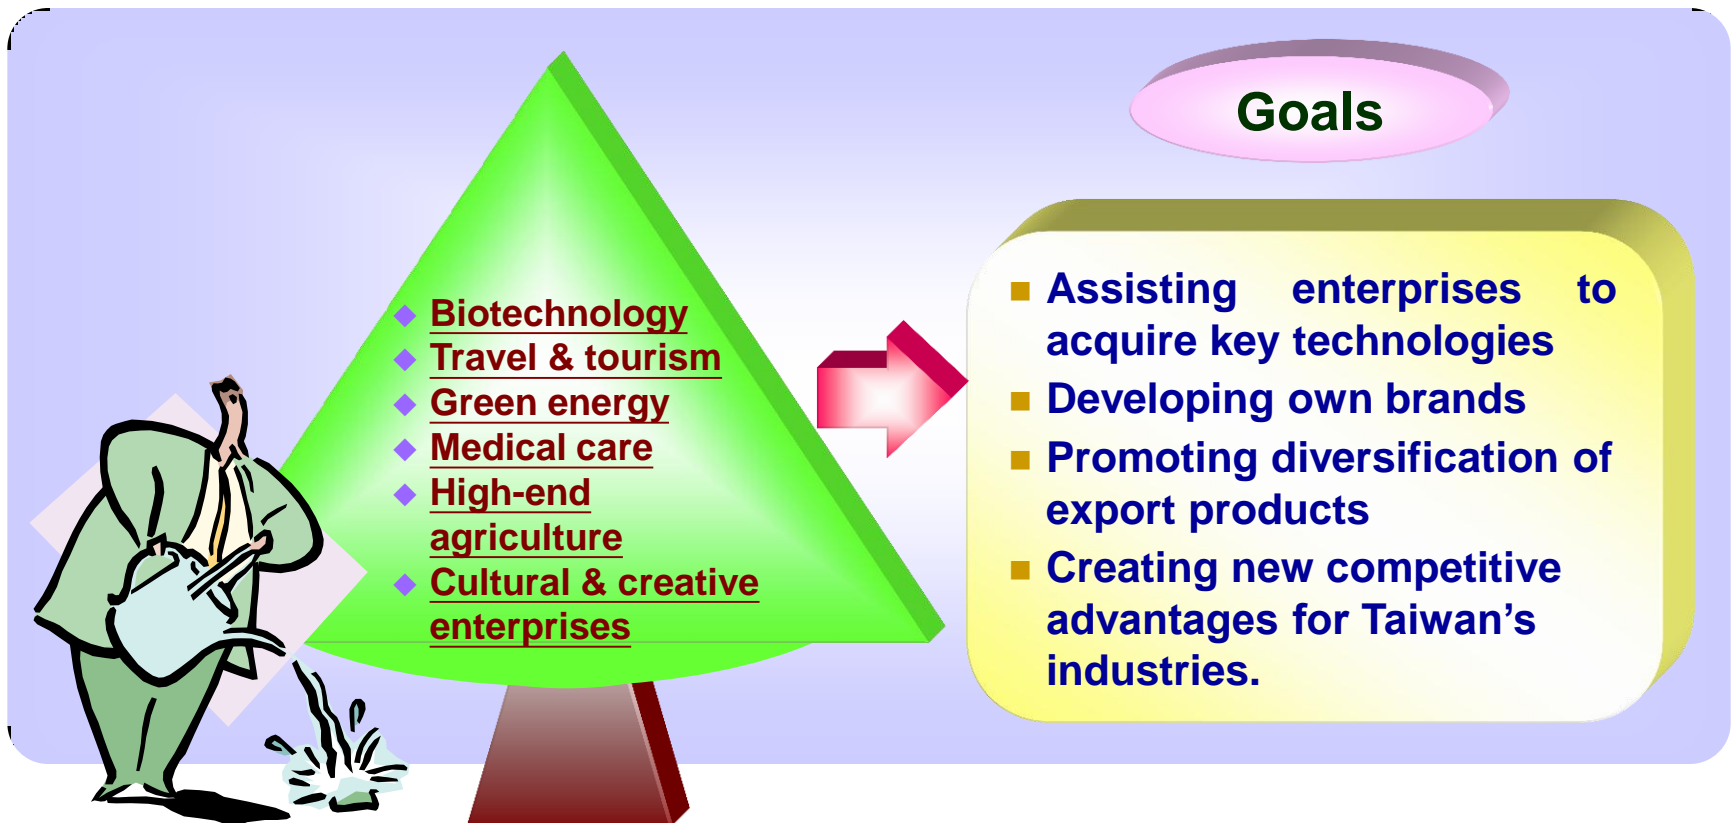 Goals
Biotechnology
Travel & tourism
Green energy
Medical care
High-end
agriculture
Cultural & creative
enterprises
Assisting enterprises to
acquire key technologies
Developing own brands
Promoting diversification of
export products
Creating new competitive
advantages for Taiwan’s
industries.